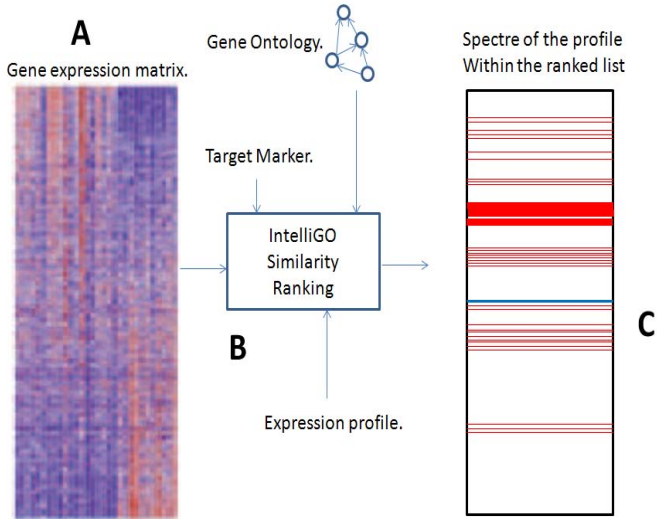 A
Gene expression matrix.
Gene Ontology.
Target Marker.
IntelliGO
Similarity
Ranking
B
Expression profile.
Spectre of the profile
Within the ranked list
C